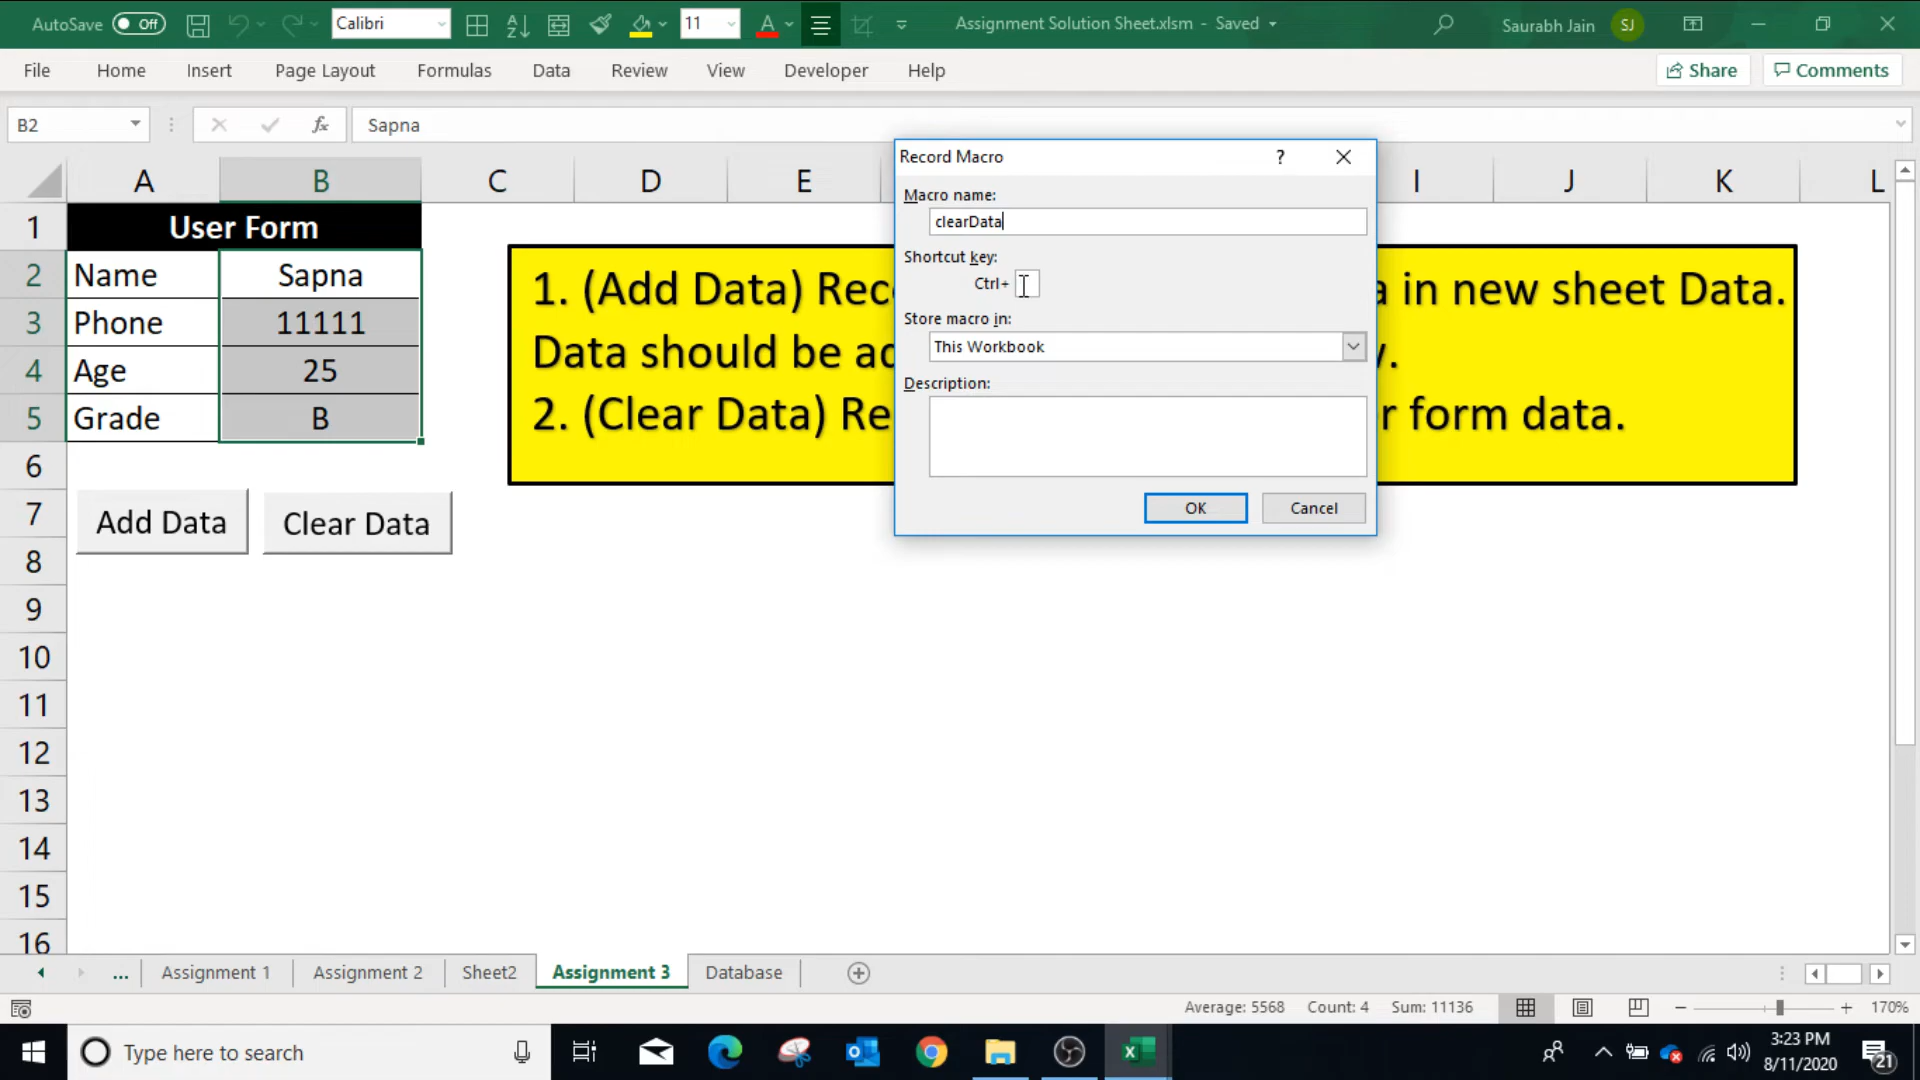 AutoSave Off Calibri 11 Assignment Solution Sheet.xlsm - Saved Saurabh Jain SJ
File Home Insert Page Layout Formulas Data Review View Developer Help Share Comments
B2 fx Sapna
A B C D E I J K L
1 User Form
2 Name Sapna
3 Phone 11111
4 Age 25
5 Grade B
6
7
8
9
10
11
12
13
14
15
16
Add Data Clear Data
1. (Add Data) Rec a in new sheet Data.
Data should be ad .
2. (Clear Data) Re r form data.
Record Macro ?
Macro name:
clearData
Shortcut key:
Ctrl+
Store macro in:
This Workbook
Description:
OK Cancel
... Assignment 1 Assignment 2 Sheet2 Assignment 3 Database
Average: 5568 Count: 4 Sum: 11136 170%
Type here to search
3:23 PM
8/11/2020
21